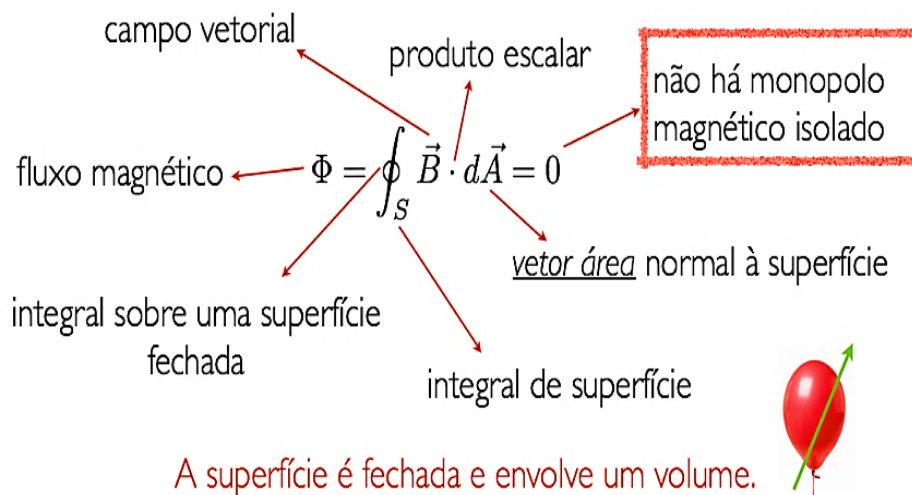 campo vetorial
produto escalar
não há monopolo
magnético isolado
fluxo magnético
Φ = ∮_S B⃗ · dA⃗ = 0
vetor área normal à superfície
integral sobre uma superfície
fechada
integral de superfície
A superfície é fechada e envolve um volume.